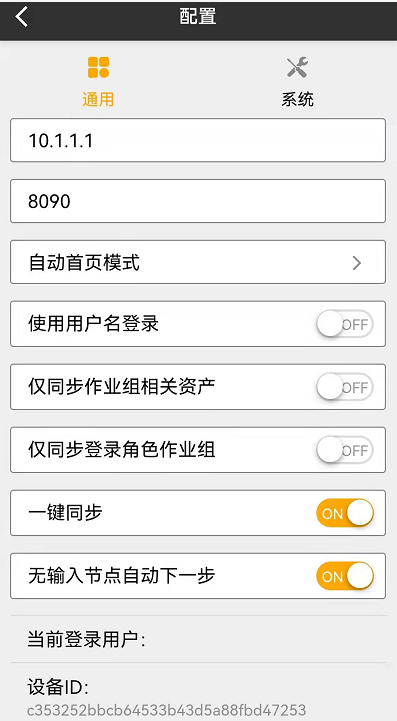 配置
通用
系统
10.1.1.1
8090
自动首页模式
使用用户名登录
OFF
仅同步作业组相关资产
OFF
仅同步登录角色作业组
OFF
一键同步
ON
无输入节点自动下一步
ON
当前登录用户:
设备ID:
c353252bbcb64533b43d5a88fbd47253